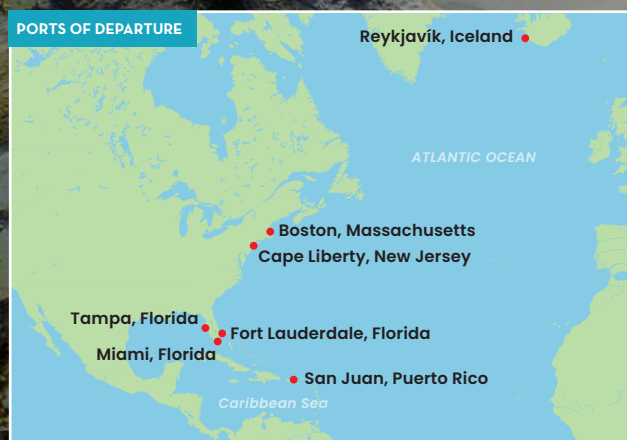 PORTS OF DEPARTURE
Reykjavík, Iceland
ATLANTIC OCEAN
Boston, Massachusetts
Cape Liberty, New Jersey
Tampa, Florida
Fort Lauderdale, Florida
Miami, Florida
San Juan, Puerto Rico
Caribbean Sea